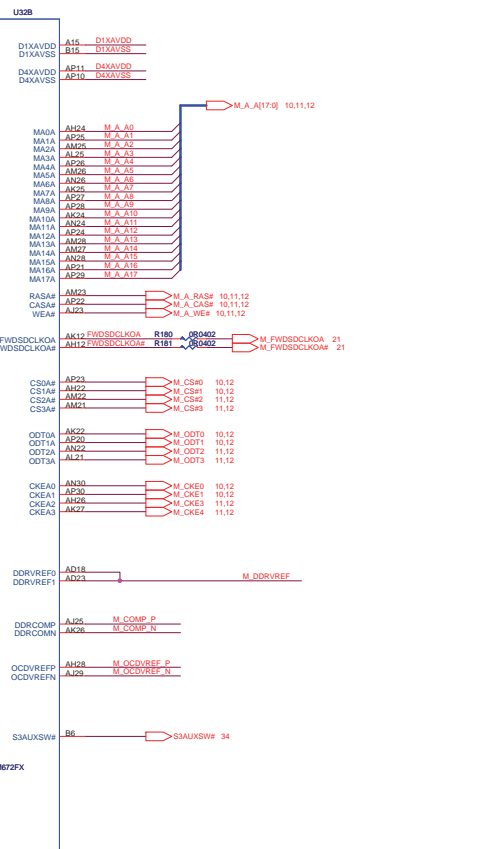 U32B
D1XAVDD A15 D1XAVDD
D1XAVSS B15 D1XAVSS
D4XAVDD AP11 D4XAVDD
D4XAVSS AP10 D4XAVSS
M_A_A[17:0] 10,11,12
MA0A AH24 M_A_A0
MA1A AP25 M_A_A1
MA2A AM25 M_A_A2
MA3A AL25 M_A_A3
MA4A AP26 M_A_A4
MA5A AM26 M_A_A5
MA6A AN26 M_A_A6
MA7A AK25 M_A_A7
MA8A AP27 M_A_A8
MA9A AP28 M_A_A9
MA10A AK24 M_A_A10
MA11A AN24 M_A_A11
MA12A AP24 M_A_A12
MA13A AM28 M_A_A13
MA14A AM27 M_A_A14
MA15A AN28 M_A_A15
MA16A AP21 M_A_A16
MA17A AP29 M_A_A17
RASA# AM23 M_A_RAS# 10,11,12
CASA# AP22 M_A_CAS# 10,11,12
WEA# AJ23 M_A_WE# 10,11,12
FWDSDCLKOA AK12 FWDSDCLKOA R180 0R0402 M_FWDSDCLKOA 21
WDSDCLKOA# AH12 FWDSDCLKOA# R181 0R0402 M_FWDSDCLKOA# 21
CS0A# AP23 M_CS#0 10,12
CS1A# AH22 M_CS#1 10,12
CS2A# AM22 M_CS#2 11,12
CS3A# AM21 M_CS#3 11,12
ODT0A AK22 M_ODT0 10,12
ODT1A AP20 M_ODT1 10,12
ODT2A AN22 M_ODT2 11,12
ODT3A AL21 M_ODT3 11,12
CKEA0 AN30 M_CKE0 10,12
CKEA1 AP30 M_CKE1 10,12
CKEA2 AH26 M_CKE3 11,12
CKEA3 AK27 M_CKE4 11,12
DDRVREF0 AD18
DDRVREF1 AD23 M_DDRVREF
DDRCOMP AJ25 M_COMP_P
DDRCOMN AK26 M_COMP_N
OCDVREFP AH28 M_OCDVREF_P
OCDVREFN AJ29 M_OCDVREF_N
S3AUXSW# B6 S3AUXSW# 34
672FX